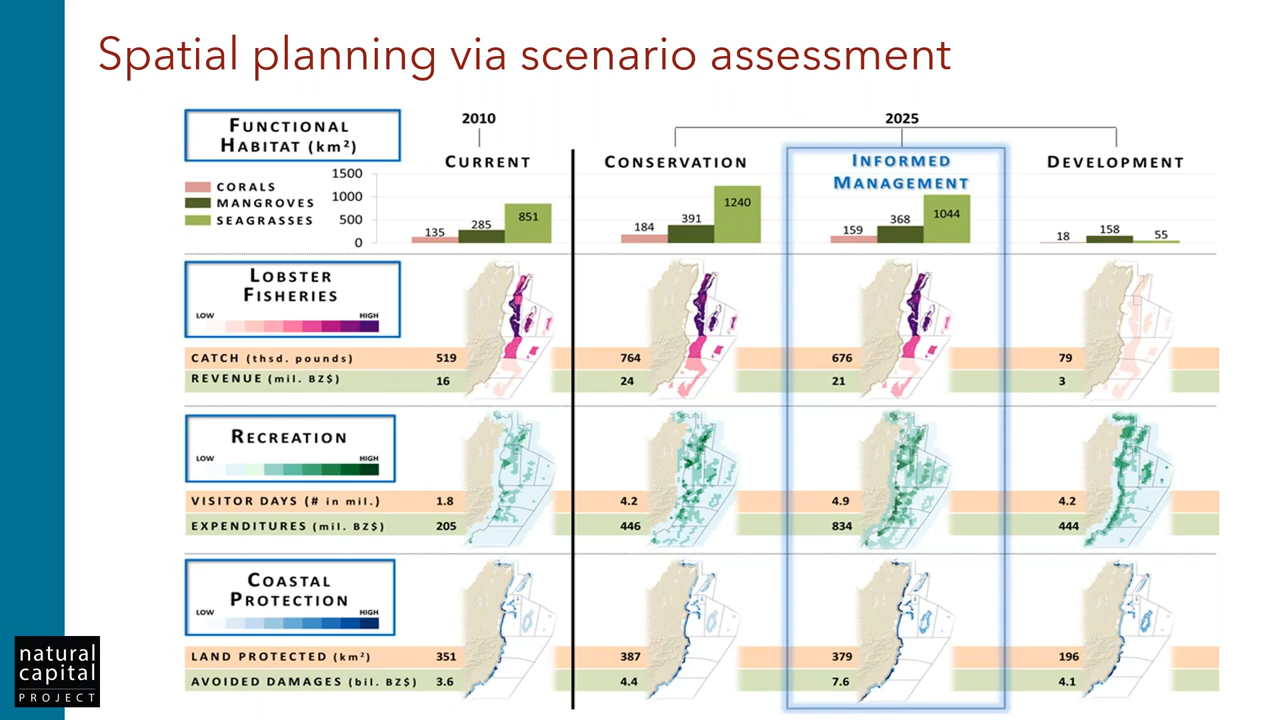 Spatial planning via scenario assessment
FUNCTIONAL
HABITAT (km²)
2010
2025
CURRENT
CONSERVATION
INFORMED
MANAGEMENT
DEVELOPMENT
CORALS
MANGROVES
SEAGRASSES
1500
1000
500
0
135 285 851
184 391 1240
159 368 1044
18 158 55
LOBSTER
FISHERIES
LOW HIGH
CATCH (thsd. pounds) 519 764 676 79
REVENUE (mil. BZ$) 16 24 21 3
RECREATION
LOW HIGH
VISITOR DAYS (# in mil.) 1.8 4.2 4.9 4.2
EXPENDITURES (mil. BZ$) 205 446 834 444
COASTAL
PROTECTION
LOW HIGH
LAND PROTECTED (km²) 351 387 379 196
AVOIDED DAMAGES (bil. BZ$) 3.6 4.4 7.6 4.1
natural
capital
PROJECT